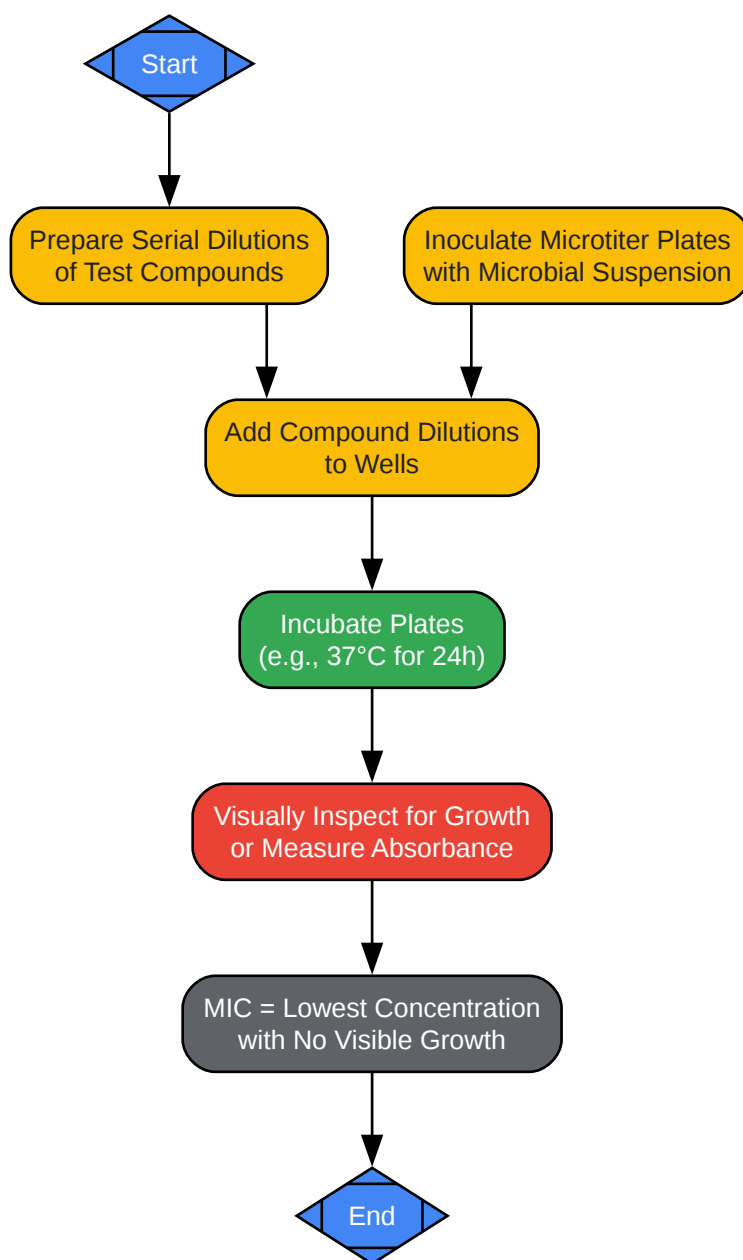 Start
Prepare Serial Dilutions
of Test Compounds
Inoculate Microtiter Plates
with Microbial Suspension
Add Compound Dilutions
to Wells
Incubate Plates
(e.g., 37°C for 24h)
Visually Inspect for Growth
or Measure Absorbance
MIC = Lowest Concentration
with No Visible Growth
End